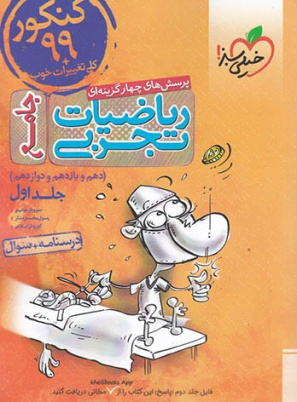 کنکور
۹۹
+ کلی تغییرات خوب
خیلی سبز
پرسش‌های چهارگزینه‌ای
ریاضیات
تجربی
جامع
(دهم و یازدهم و دوازدهم)
جلد اول
درسنامه + سوال
kheilisabz App
فایل جلد دوم (پاسخ) این کتاب را از مجانی دریافت کنید.